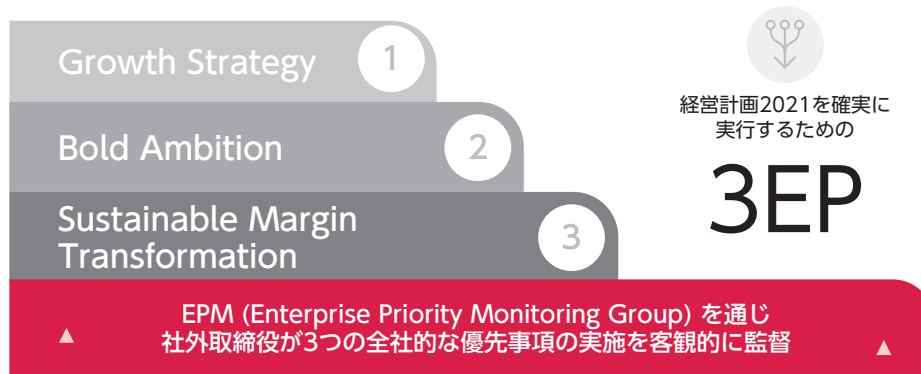 Growth Strategy
1
Bold Ambition
2
Sustainable Margin
Transformation
3
経営計画2021を確実に
実行するための
3EP
EPM (Enterprise Priority Monitoring Group) を通じ
社外取締役が3つの全社的な優先事項の実施を客観的に監督